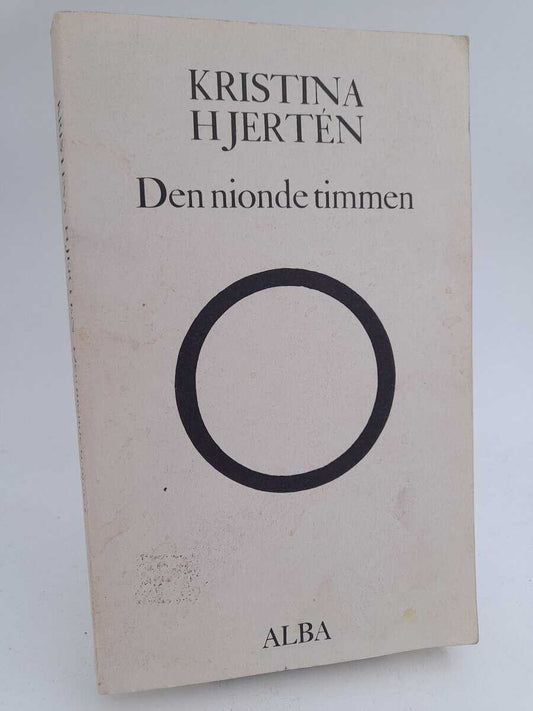 KRISTINA
HJERTÉN
Den nionde timmen
ALBA